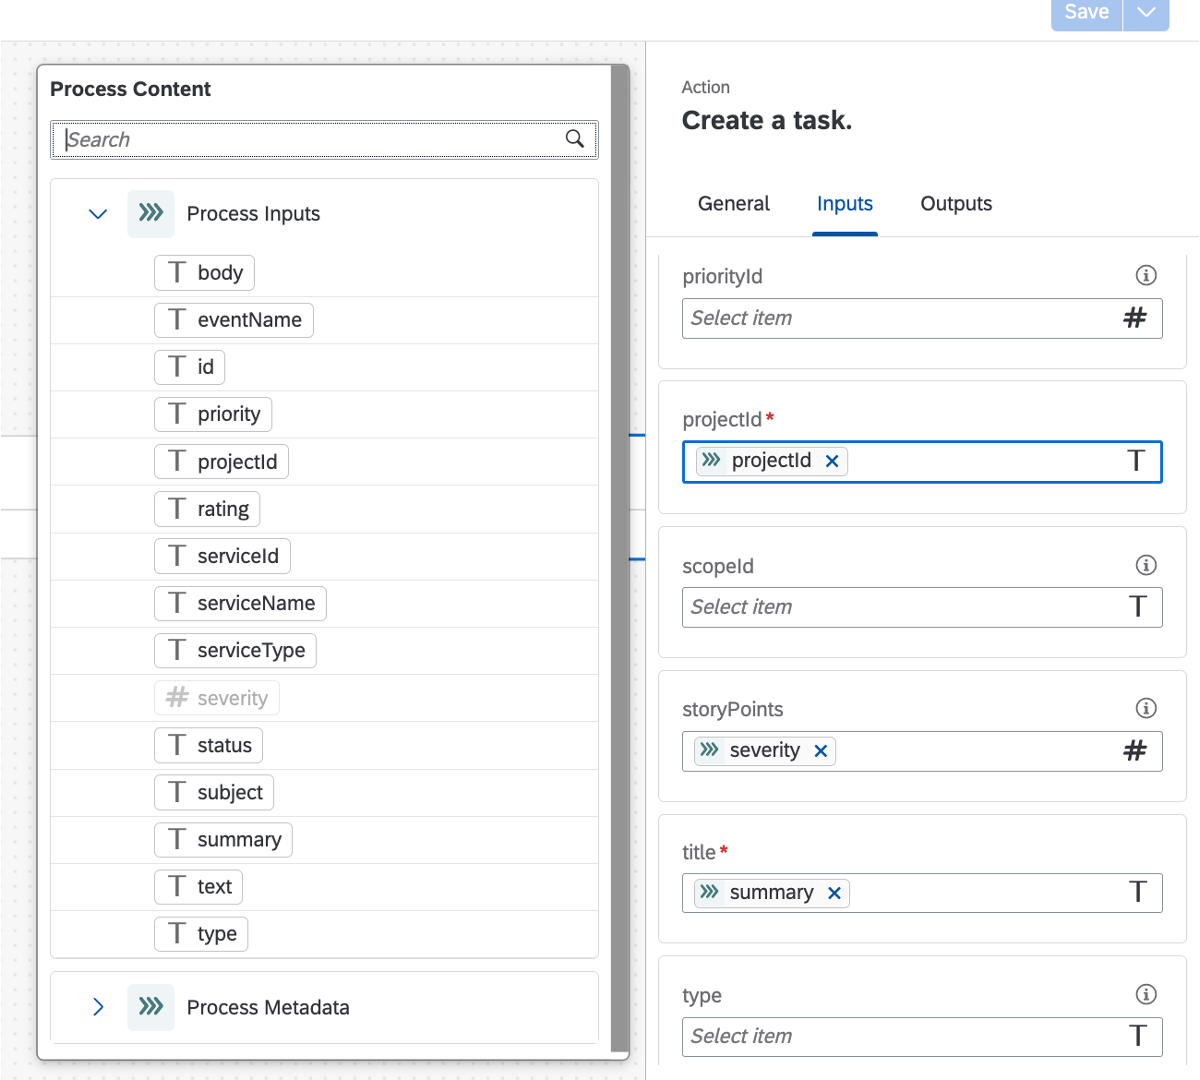 Save
Process Content
Search
Process Inputs
T body
T eventName
T id
T priority
T projectId
T rating
T serviceId
T serviceName
T serviceType
# severity
T status
T subject
T summary
T text
T type
Process Metadata
Action
Create a task.
General Inputs Outputs
priorityId
Select item #
projectId*
projectId T
scopeId
Select item T
storyPoints
severity #
title*
summary T
type
Select item T